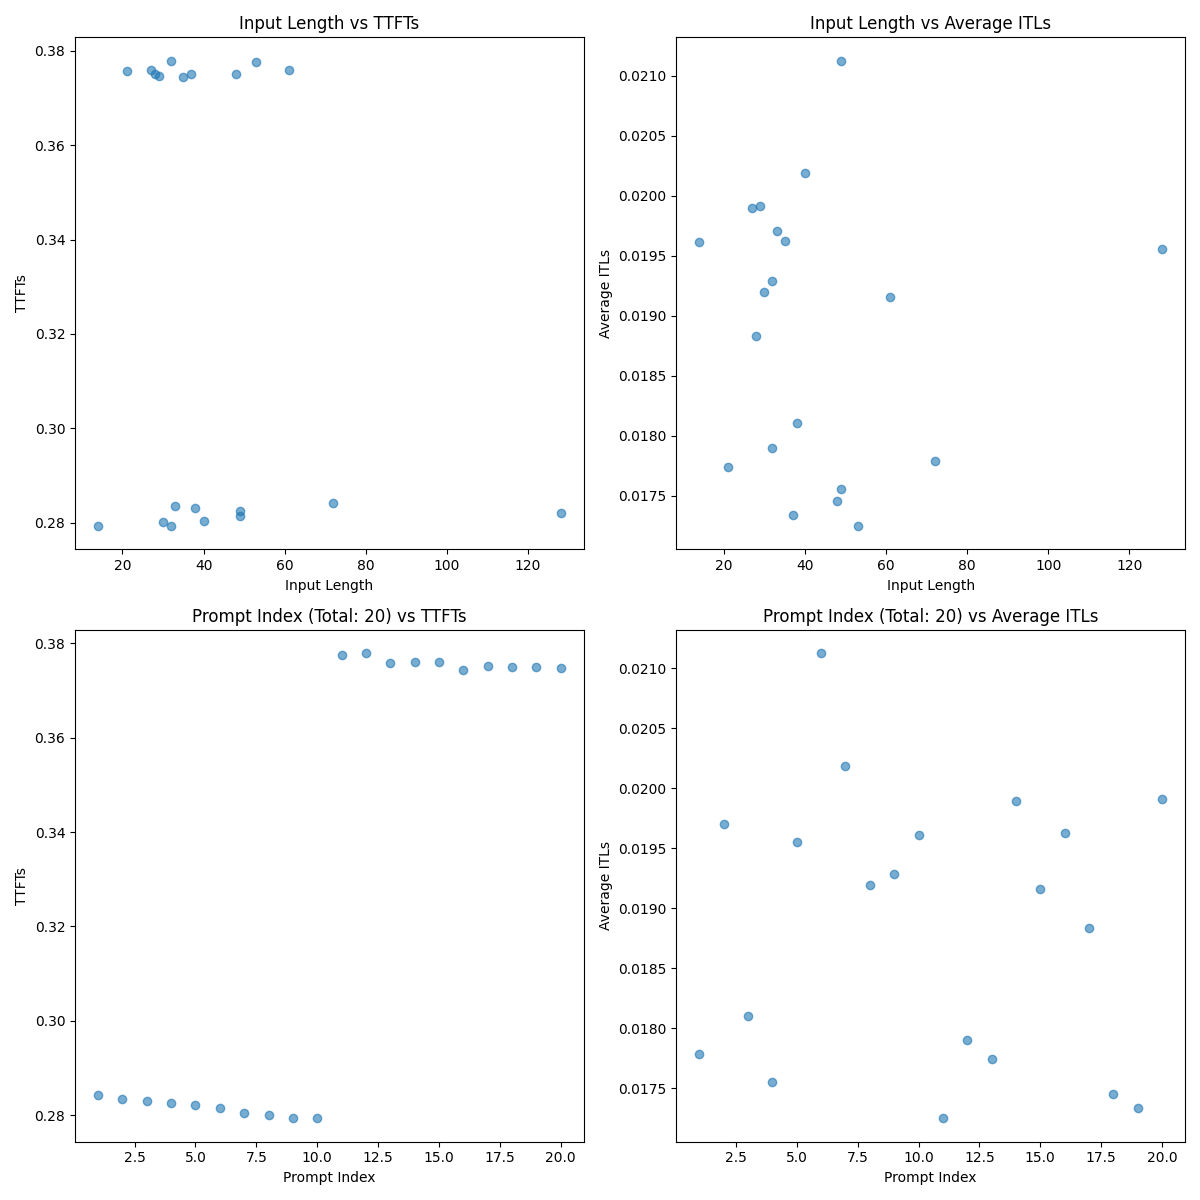 Input Length vs TTFTs
0.38
0.36
0.34
0.32
0.30
0.28
TTFTs
20 40 60 80 100 120
Input Length
Input Length vs Average ITLs
0.0210
0.0205
0.0200
0.0195
0.0190
0.0185
0.0180
0.0175
Average ITLs
20 40 60 80 100 120
Input Length
Prompt Index (Total: 20) vs TTFTs
0.38
0.36
0.34
0.32
0.30
0.28
TTFTs
2.5 5.0 7.5 10.0 12.5 15.0 17.5 20.0
Prompt Index
Prompt Index (Total: 20) vs Average ITLs
0.0210
0.0205
0.0200
0.0195
0.0190
0.0185
0.0180
0.0175
Average ITLs
2.5 5.0 7.5 10.0 12.5 15.0 17.5 20.0
Prompt Index